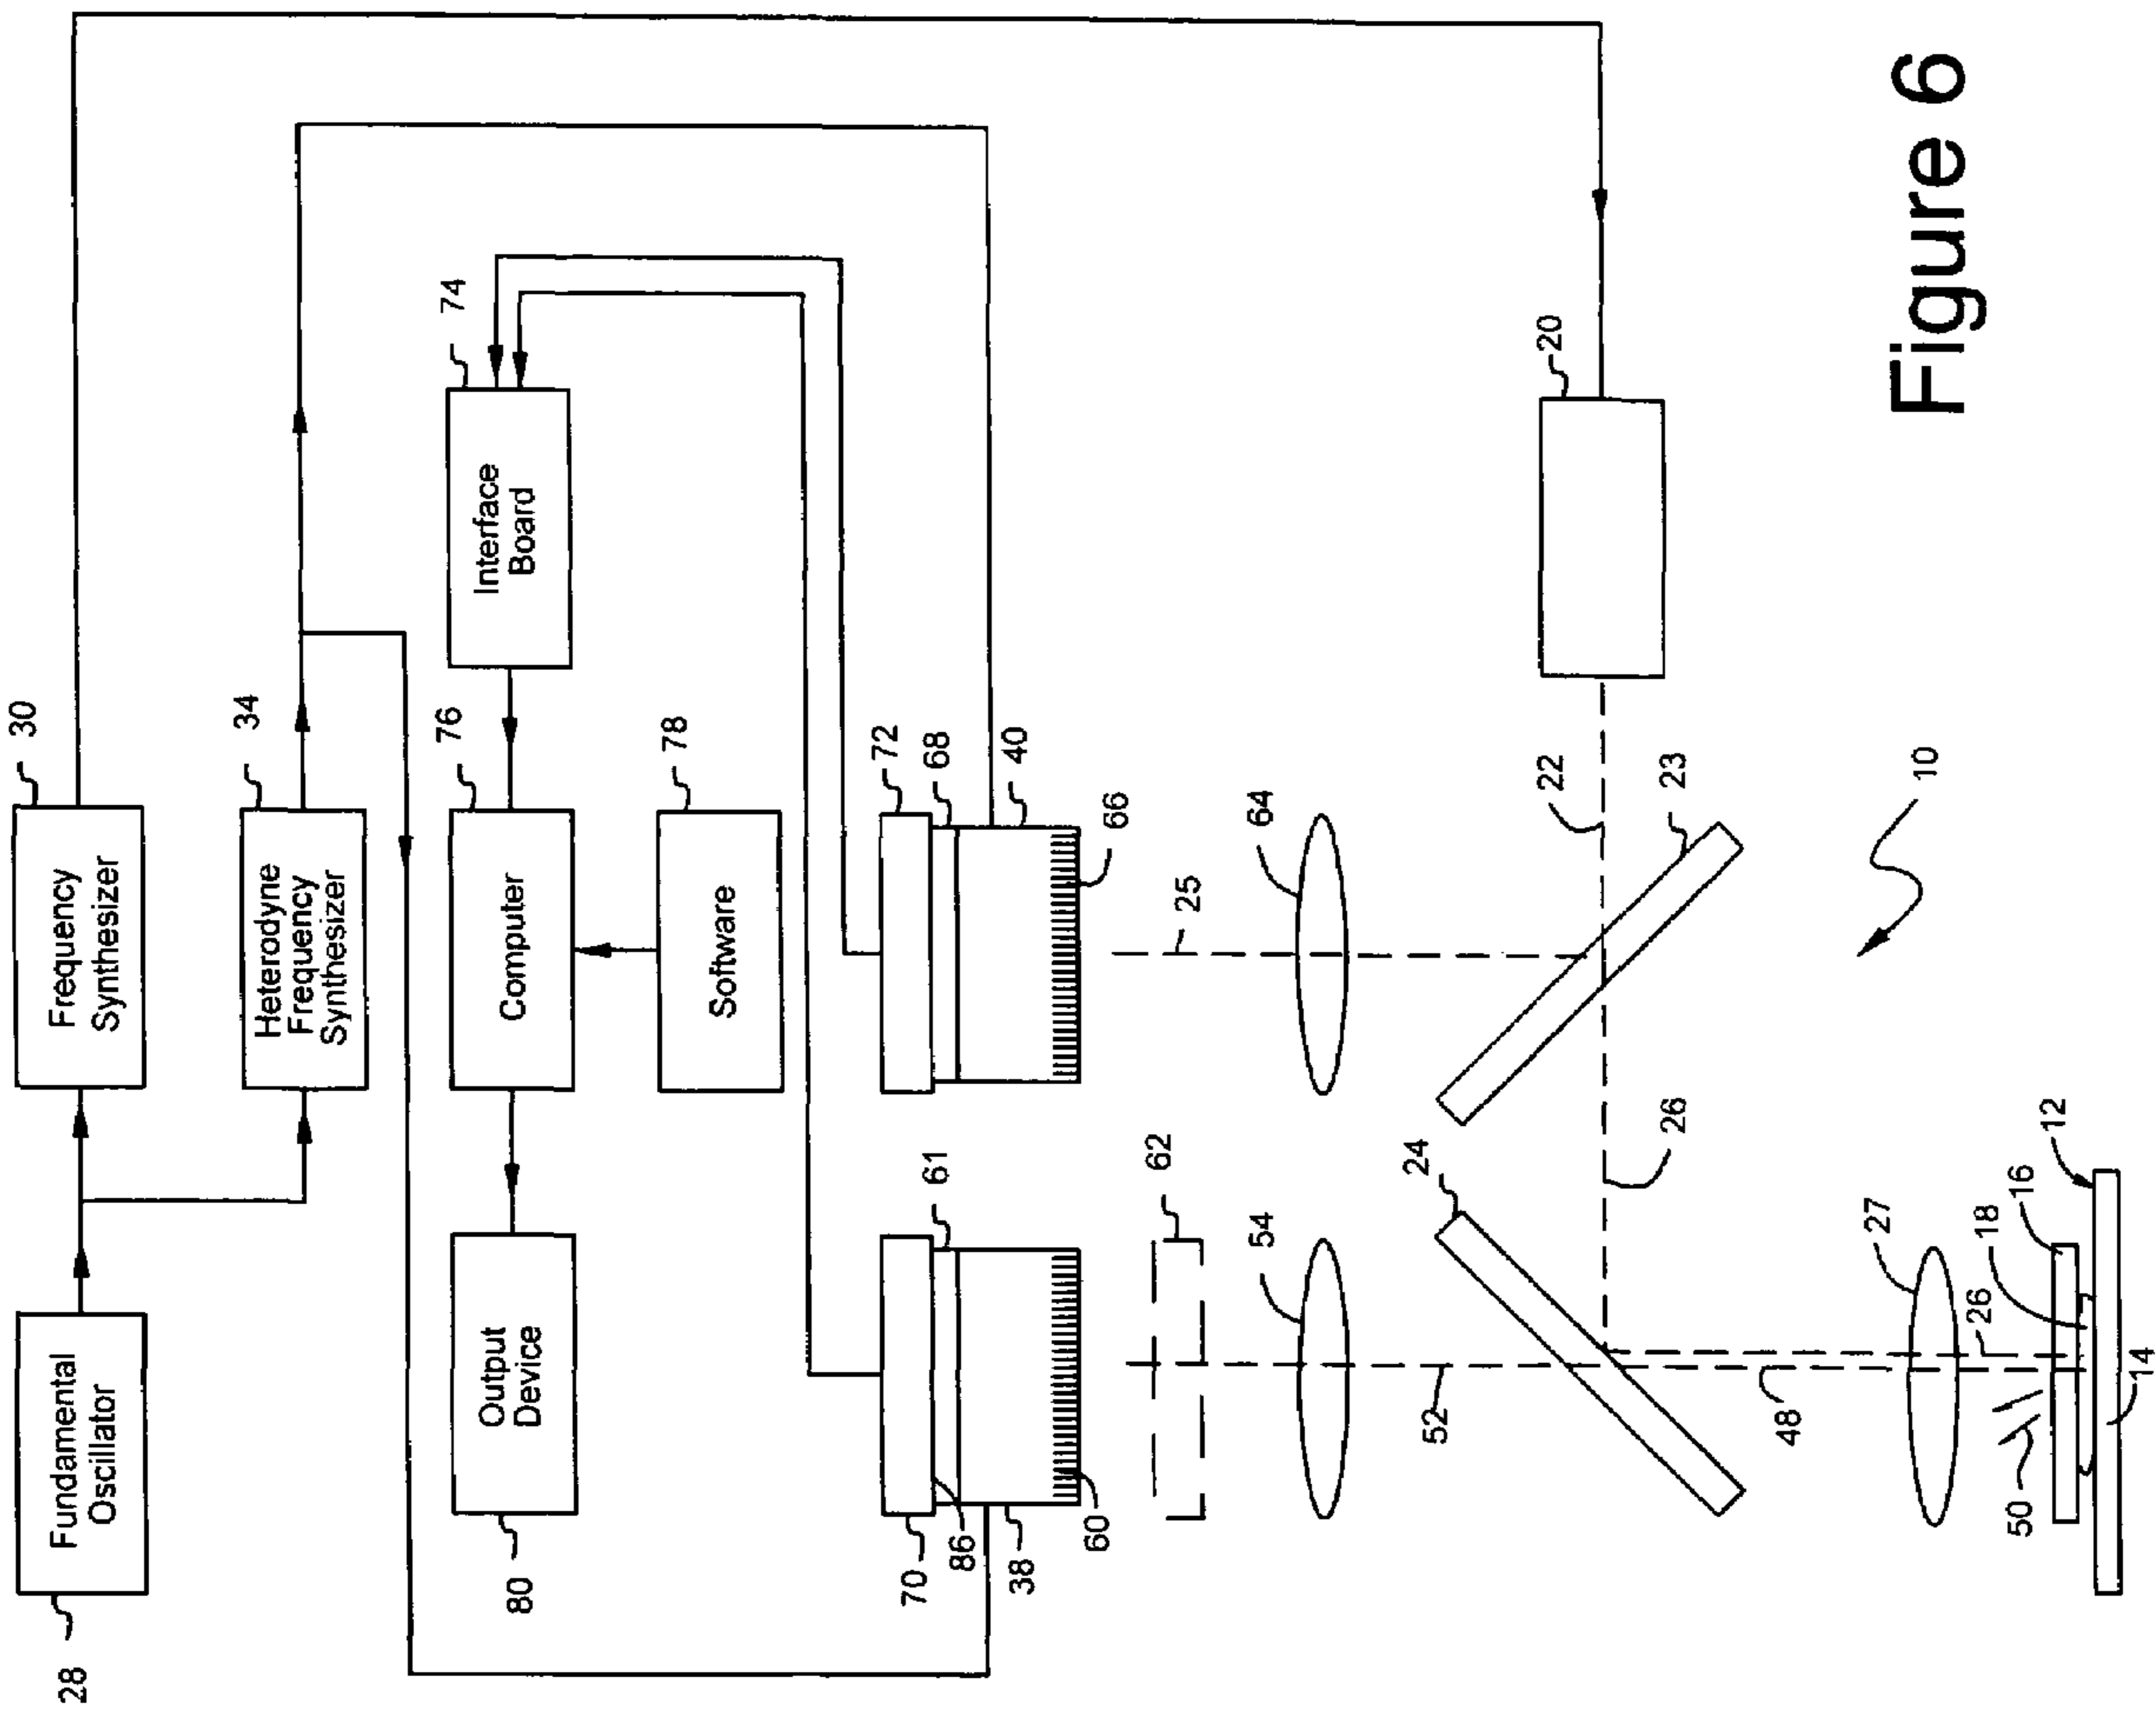 28
Fundamental
Oscillator
30
Frequency
Synthesizer
34
Heterodyne
Frequency
Synthesizer
80
Output
Device
76
Computer
74
Interface
Board
78
Software
70
86
38
60
61
72
68
40
66
62
54
64
25
52
24
22
23
20
26
48
27
26
18
16
12
50
14
10
Figure 6